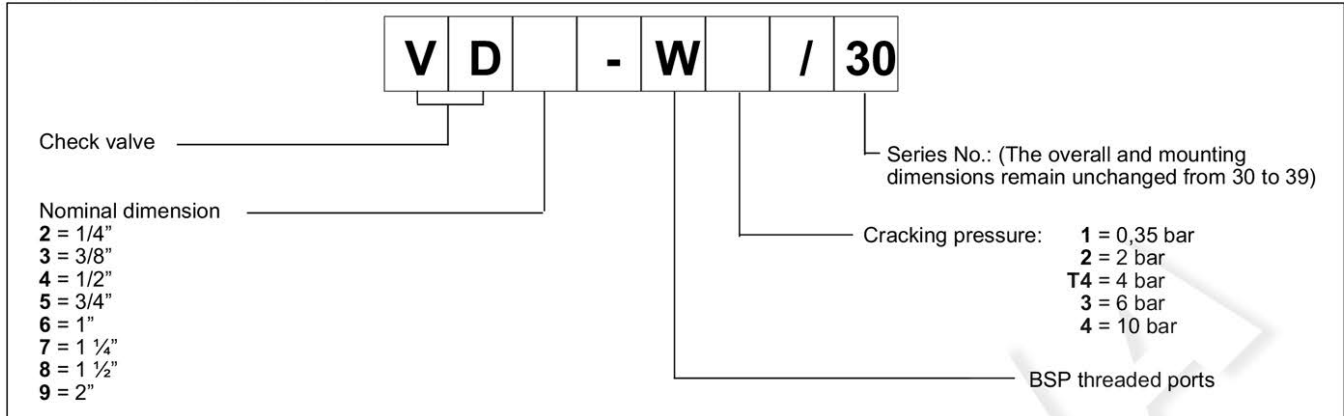 V D - W / 30
Check valve
Series No.: (The overall and mounting
dimensions remain unchanged from 30 to 39)
Nominal dimension
2 = 1/4”
3 = 3/8”
4 = 1/2”
5 = 3/4”
6 = 1”
7 = 1 ¼”
8 = 1 ½”
9 = 2”
Cracking pressure: 1 = 0,35 bar
2 = 2 bar
T4 = 4 bar
3 = 6 bar
4 = 10 bar
BSP threaded ports